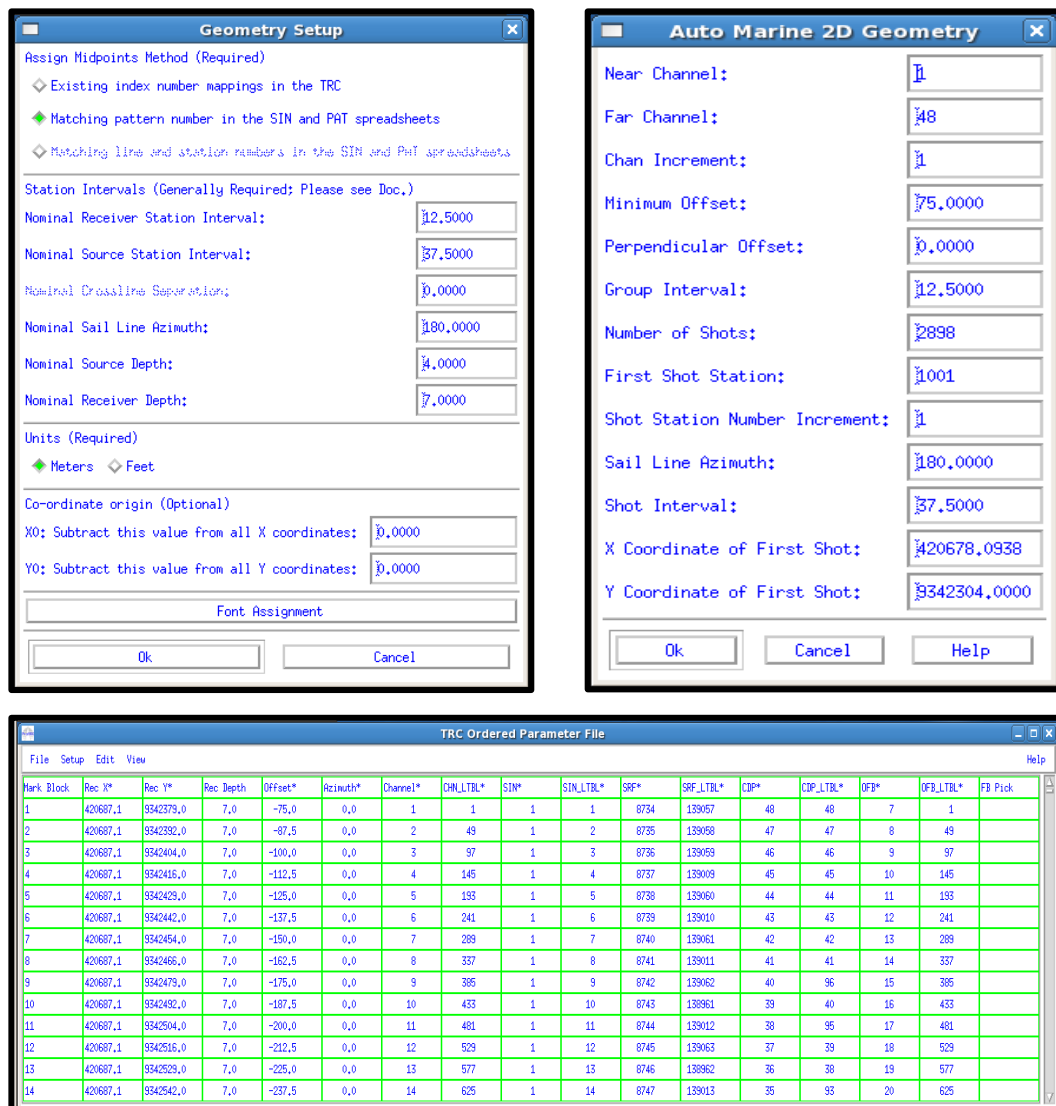 Geometry Setup
Assign Midpoints Method (Required)
Existing index number mappings in the TRC
Matching pattern number in the SIN and PAT spreadsheets
Matching line and station numbers in the SIN and PAT spreadsheets
Station Intervals (Generally Required; Please see Doc.)
Nominal Receiver Station Interval: 12.5000
Nominal Source Station Interval: 37.5000
Nominal Crossline Separation: 0.0000
Nominal Sail Line Azimuth: 180.0000
Nominal Source Depth: 4.0000
Nominal Receiver Depth: 7.0000
Units (Required)
Meters Feet
Co-ordinate origin (Optional)
X0: Subtract this value from all X coordinates: 0.0000
Y0: Subtract this value from all Y coordinates: 0.0000
Font Assignment
Ok Cancel
Auto Marine 2D Geometry
Near Channel: 1
Far Channel: 48
Chan Increment: 1
Minimum Offset: 75.0000
Perpendicular Offset: 0.0000
Group Interval: 12.5000
Number of Shots: 2898
First Shot Station: 1001
Shot Station Number Increment: 1
Sail Line Azimuth: 180.0000
Shot Interval: 37.5000
X Coordinate of First Shot: 420678.0938
Y Coordinate of First Shot: 9342304.0000
Ok Cancel Help
TRC Ordered Parameter File
File Setup Edit View Help
Mark Block Rec X* Rec Y* Rec Depth Offset* Azimuth* Channel* CHN_LTBL* SIN* SIN_LTBL* SRF* SRF_LTBL* CDP* CDP_LTBL* OFB* OFB_LTBL* FB Pick
1 420687.1 9342379.0 7.0 -75.0 0.0 1 1 1 1 8734 139057 48 48 7 1
2 420687.1 9342392.0 7.0 -87.5 0.0 2 49 1 2 8735 139058 47 47 8 49
3 420687.1 9342404.0 7.0 -100.0 0.0 3 97 1 3 8736 139059 46 46 9 97
4 420687.1 9342416.0 7.0 -112.5 0.0 4 145 1 4 8737 139009 45 45 10 145
5 420687.1 9342429.0 7.0 -125.0 0.0 5 193 1 5 8738 139060 44 44 11 193
6 420687.1 9342442.0 7.0 -137.5 0.0 6 241 1 6 8739 139010 43 43 12 241
7 420687.1 9342454.0 7.0 -150.0 0.0 7 289 1 7 8740 139061 42 42 13 289
8 420687.1 9342466.0 7.0 -162.5 0.0 8 337 1 8 8741 139011 41 41 14 337
9 420687.1 9342479.0 7.0 -175.0 0.0 9 385 1 9 8742 139062 40 96 15 385
10 420687.1 9342492.0 7.0 -187.5 0.0 10 433 1 10 8743 138961 39 40 16 433
11 420687.1 9342504.0 7.0 -200.0 0.0 11 481 1 11 8744 139012 38 95 17 481
12 420687.1 9342516.0 7.0 -212.5 0.0 12 529 1 12 8745 139063 37 39 18 529
13 420687.1 9342529.0 7.0 -225.0 0.0 13 577 1 13 8746 138962 36 38 19 577
14 420687.1 9342542.0 7.0 -237.5 0.0 14 625 1 14 8747 139013 35 93 20 625